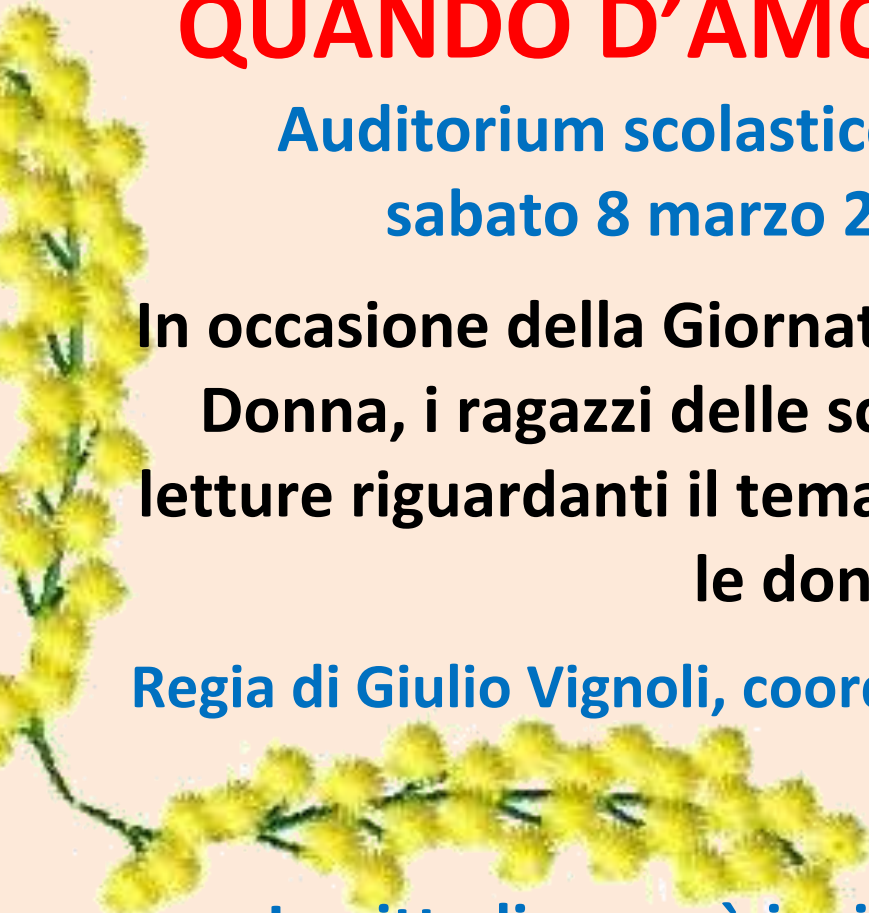 QUANDO D’AMO
Auditorium scolastic
sabato 8 marzo 2
In occasione della Giornat
Donna, i ragazzi delle sc
letture riguardanti il tema
le don
Regia di Giulio Vignoli, coor